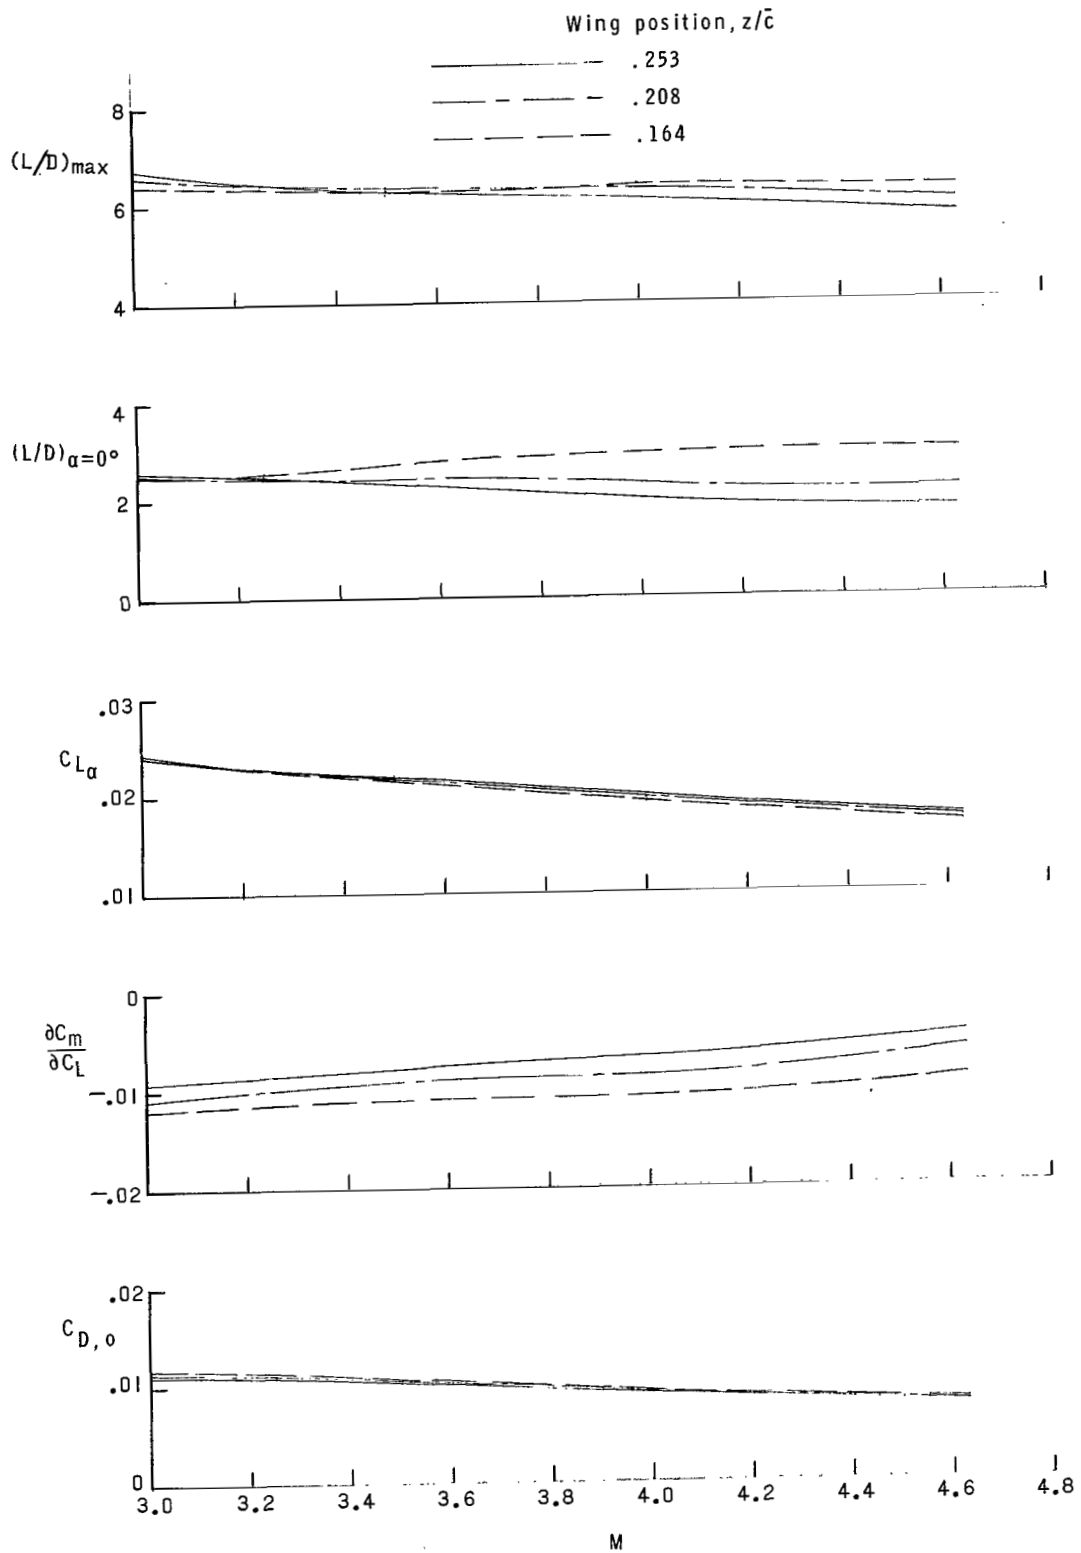 Wing position, z/c̄
.253
.208
.164
8
(L/D)max
6
4
4
(L/D)α=0°
2
0
.03
CLα
.02
.01
0
∂Cm
∂CL
-.01
-.02
.02
CD,o
.01
0
3.0 3.2 3.4 3.6 3.8 4.0 4.2 4.4 4.6 4.8
M